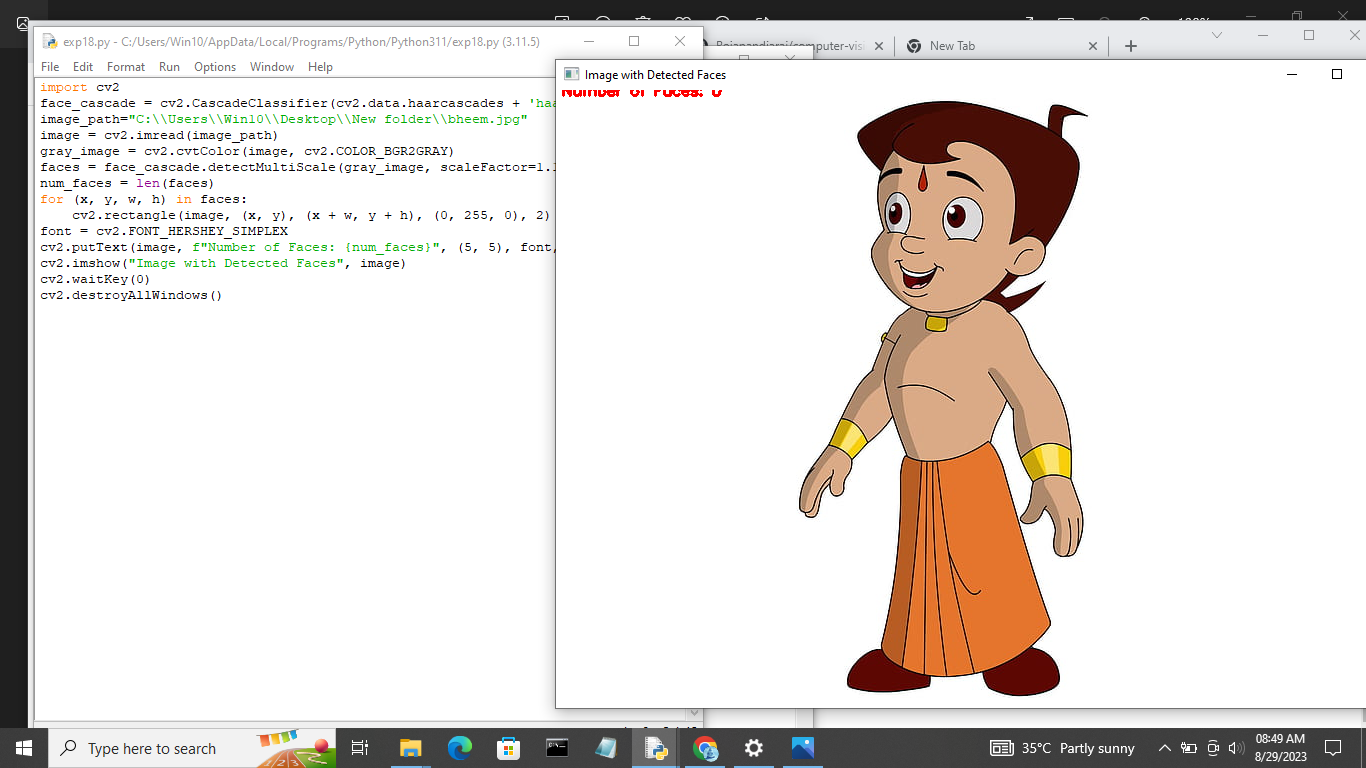 exp18.py - C:/Users/Win10/AppData/Local/Programs/Python/Python311/exp18.py (3.11.5)
File Edit Format Run Options Window Help
import cv2
face_cascade = cv2.CascadeClassifier(cv2.data.haarcascades + 'haa
image_path="C:\\Users\\Win10\\Desktop\\New folder\\bheem.jpg"
image = cv2.imread(image_path)
gray_image = cv2.cvtColor(image, cv2.COLOR_BGR2GRAY)
faces = face_cascade.detectMultiScale(gray_image, scaleFactor=1.1
num_faces = len(faces)
for (x, y, w, h) in faces:
    cv2.rectangle(image, (x, y), (x + w, y + h), (0, 255, 0), 2)
font = cv2.FONT_HERSHEY_SIMPLEX
cv2.putText(image, f"Number of Faces: {num_faces}", (5, 5), font,
cv2.imshow("Image with Detected Faces", image)
cv2.waitKey(0)
cv2.destroyAllWindows()
New Tab
Image with Detected Faces
Number of Faces: 0
Type here to search
35°C Partly sunny
08:49 AM
8/29/2023